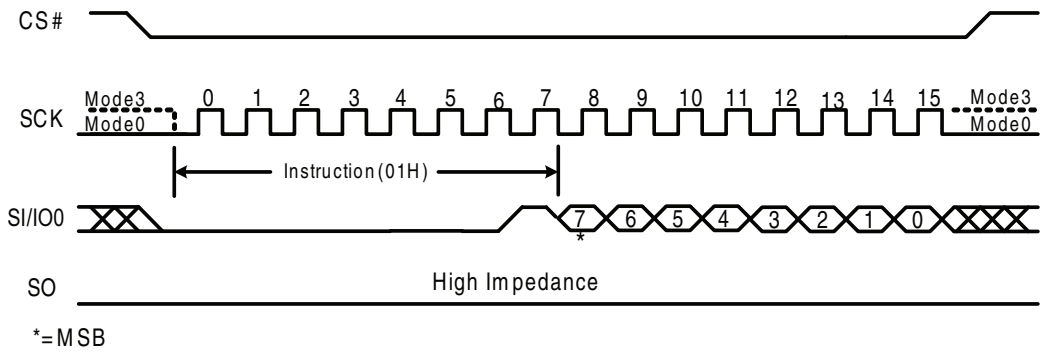 CS#
SCK
Mode3
Mode0
0 1 2 3 4 5 6 7 8 9 10 11 12 13 14 15
Mode3
Mode0
Instruction(01H)
SI/IO0
7 6 5 4 3 2 1 0
*
SO
High Impedance
*=MSB